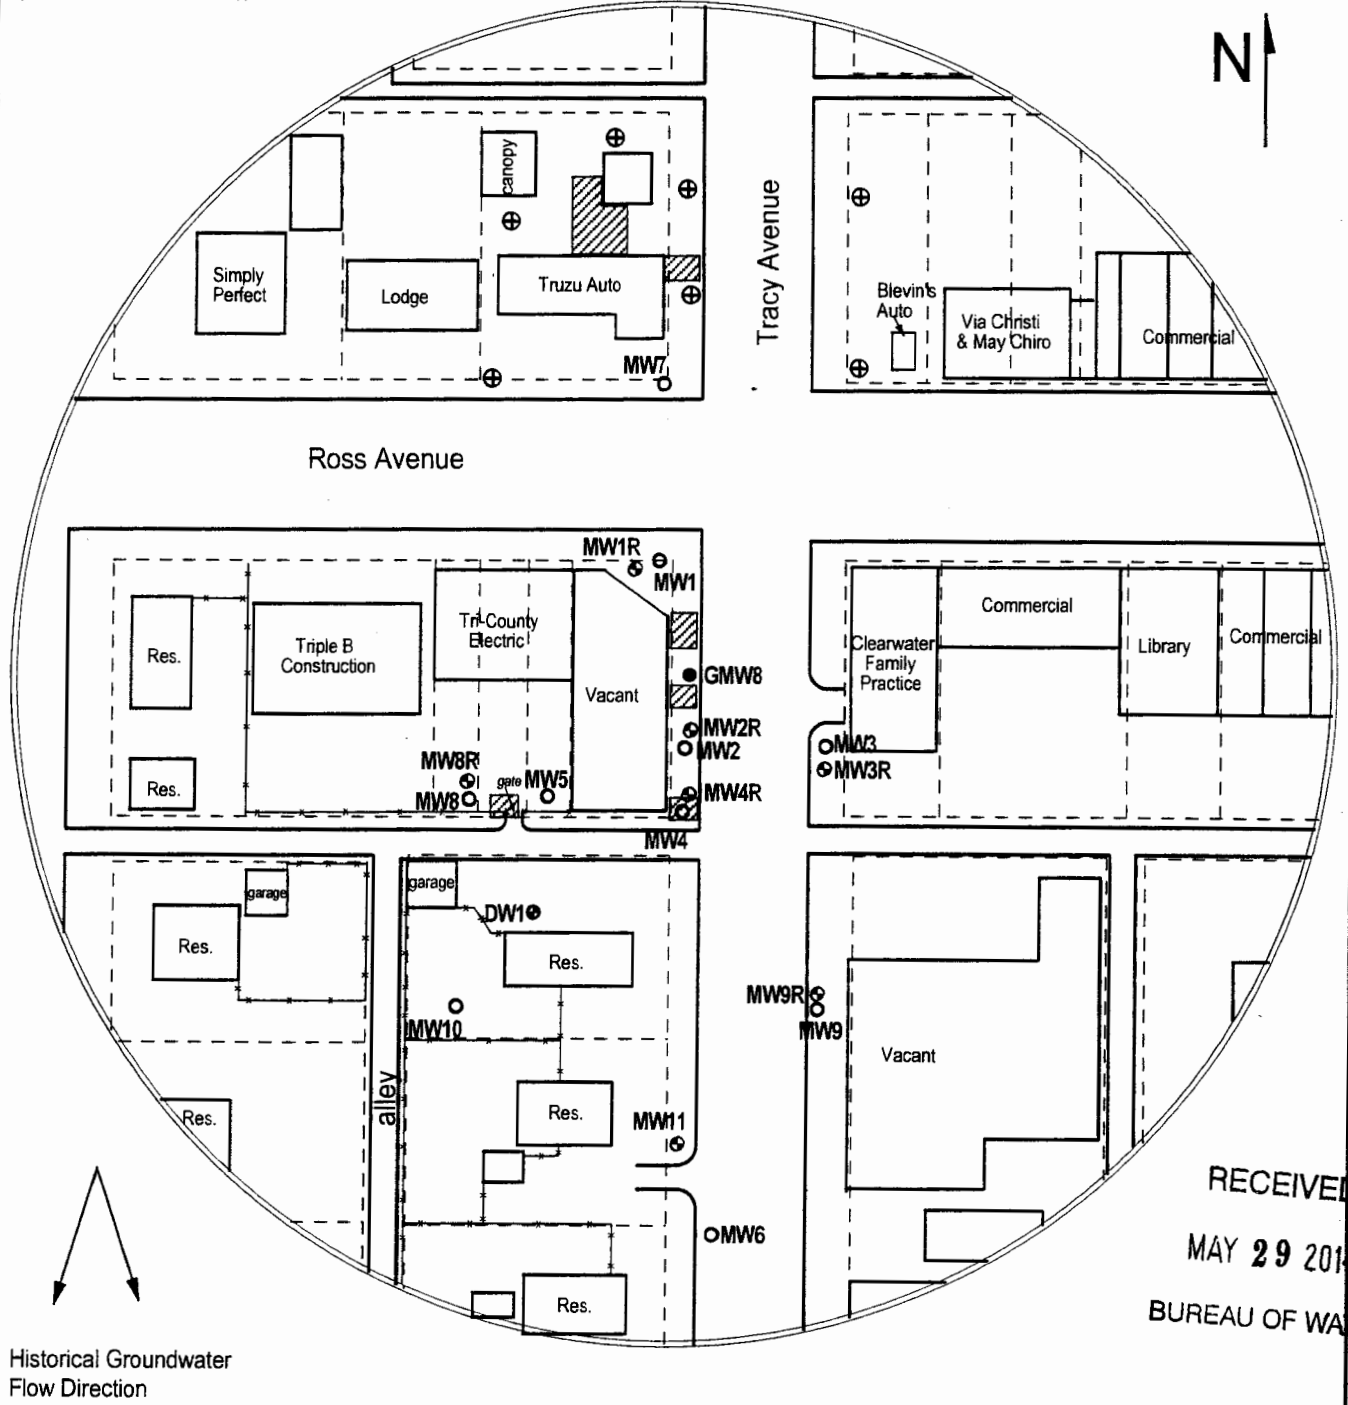 N
canopy
Tracy Avenue
Simply
Perfect
Lodge
Truzu Auto
Blevin's
Auto
Via Christi
& May Chiro
Commercial
MW7
Ross Avenue
MW1R
MW1
Res.
Triple B
Construction
Tri-County
Electric
Vacant
GMW8
MW2R
MW2
Clearwater
Family
Practice
Commercial
Library
Commercial
MW3
MW3R
Res.
MW8R
MW8
gate
MW5
MW4R
MW4
garage
garage
DW1
Res.
Res.
MW10
MW9R
MW9
Vacant
alley
Res.
Res.
MW11
MW6
Res.
RECEIVED
MAY 29 201
BUREAU OF WA
Historical Groundwater
Flow Direction